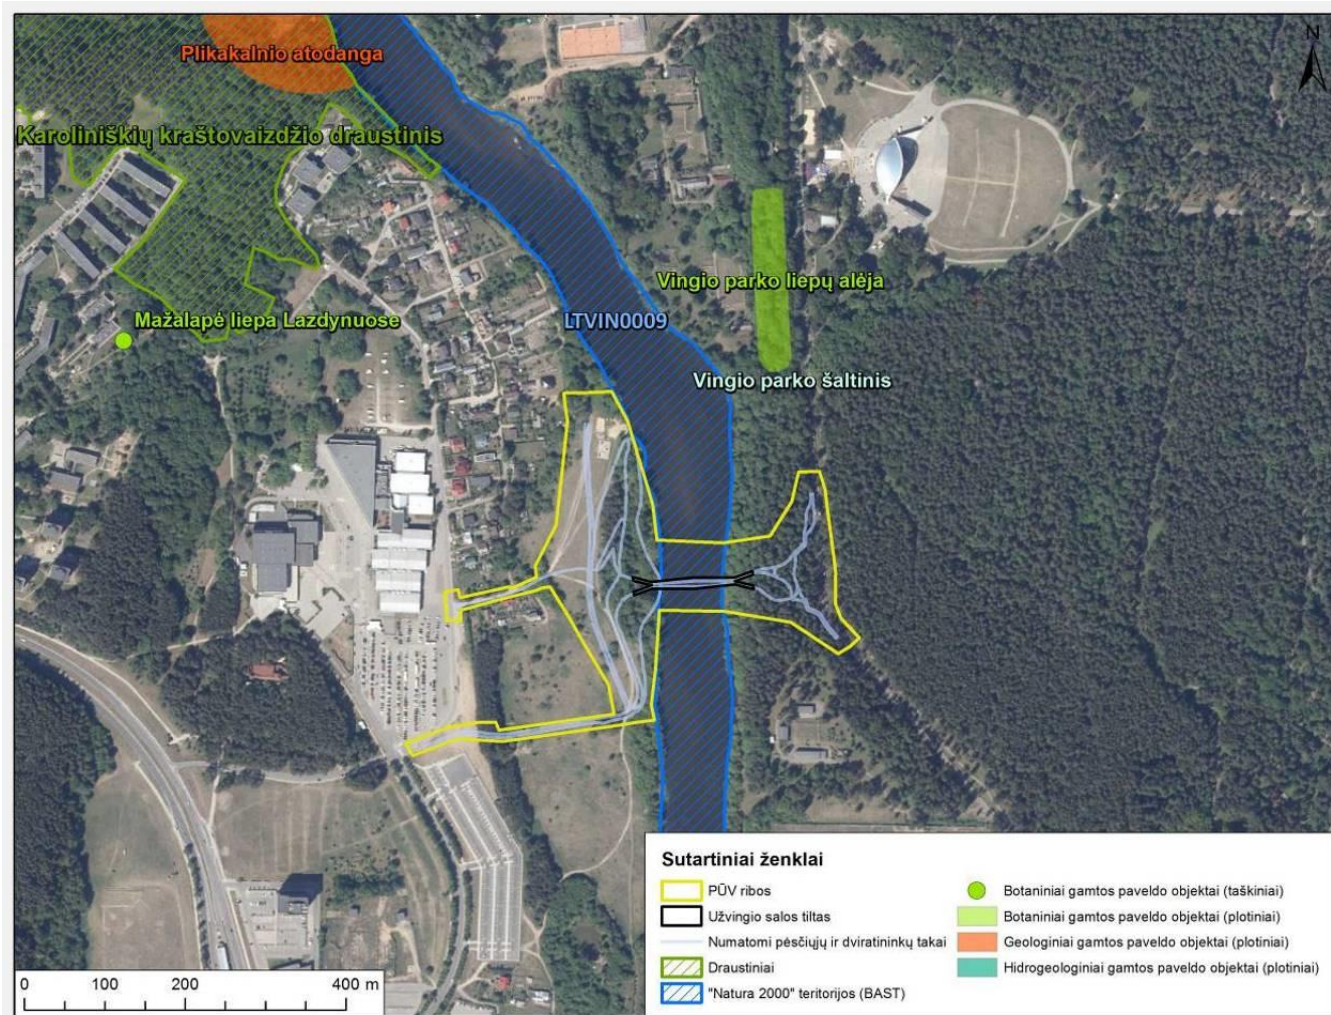 Plikakalnio atodanga
N
Karoliniškių kraštovaizdžio draustinis
Vingio parko liepų alėja
Mažalapė liepa Lazdynuose
LTVIN0009
Vingio parko šaltinis
Sutartiniai ženklai
PŪV ribos
Užvingio salos tiltas
Numatomi pėsčiųjų ir dviratininkų takai
Draustiniai
"Natura 2000" teritorijos (BAST)
Botaniniai gamtos paveldo objektai (taškiniai)
Botaniniai gamtos paveldo objektai (plotiniai)
Geologiniai gamtos paveldo objektai (plotiniai)
Hidrogeologiniai gamtos paveldo objektai (plotiniai)
0 100 200 400 m